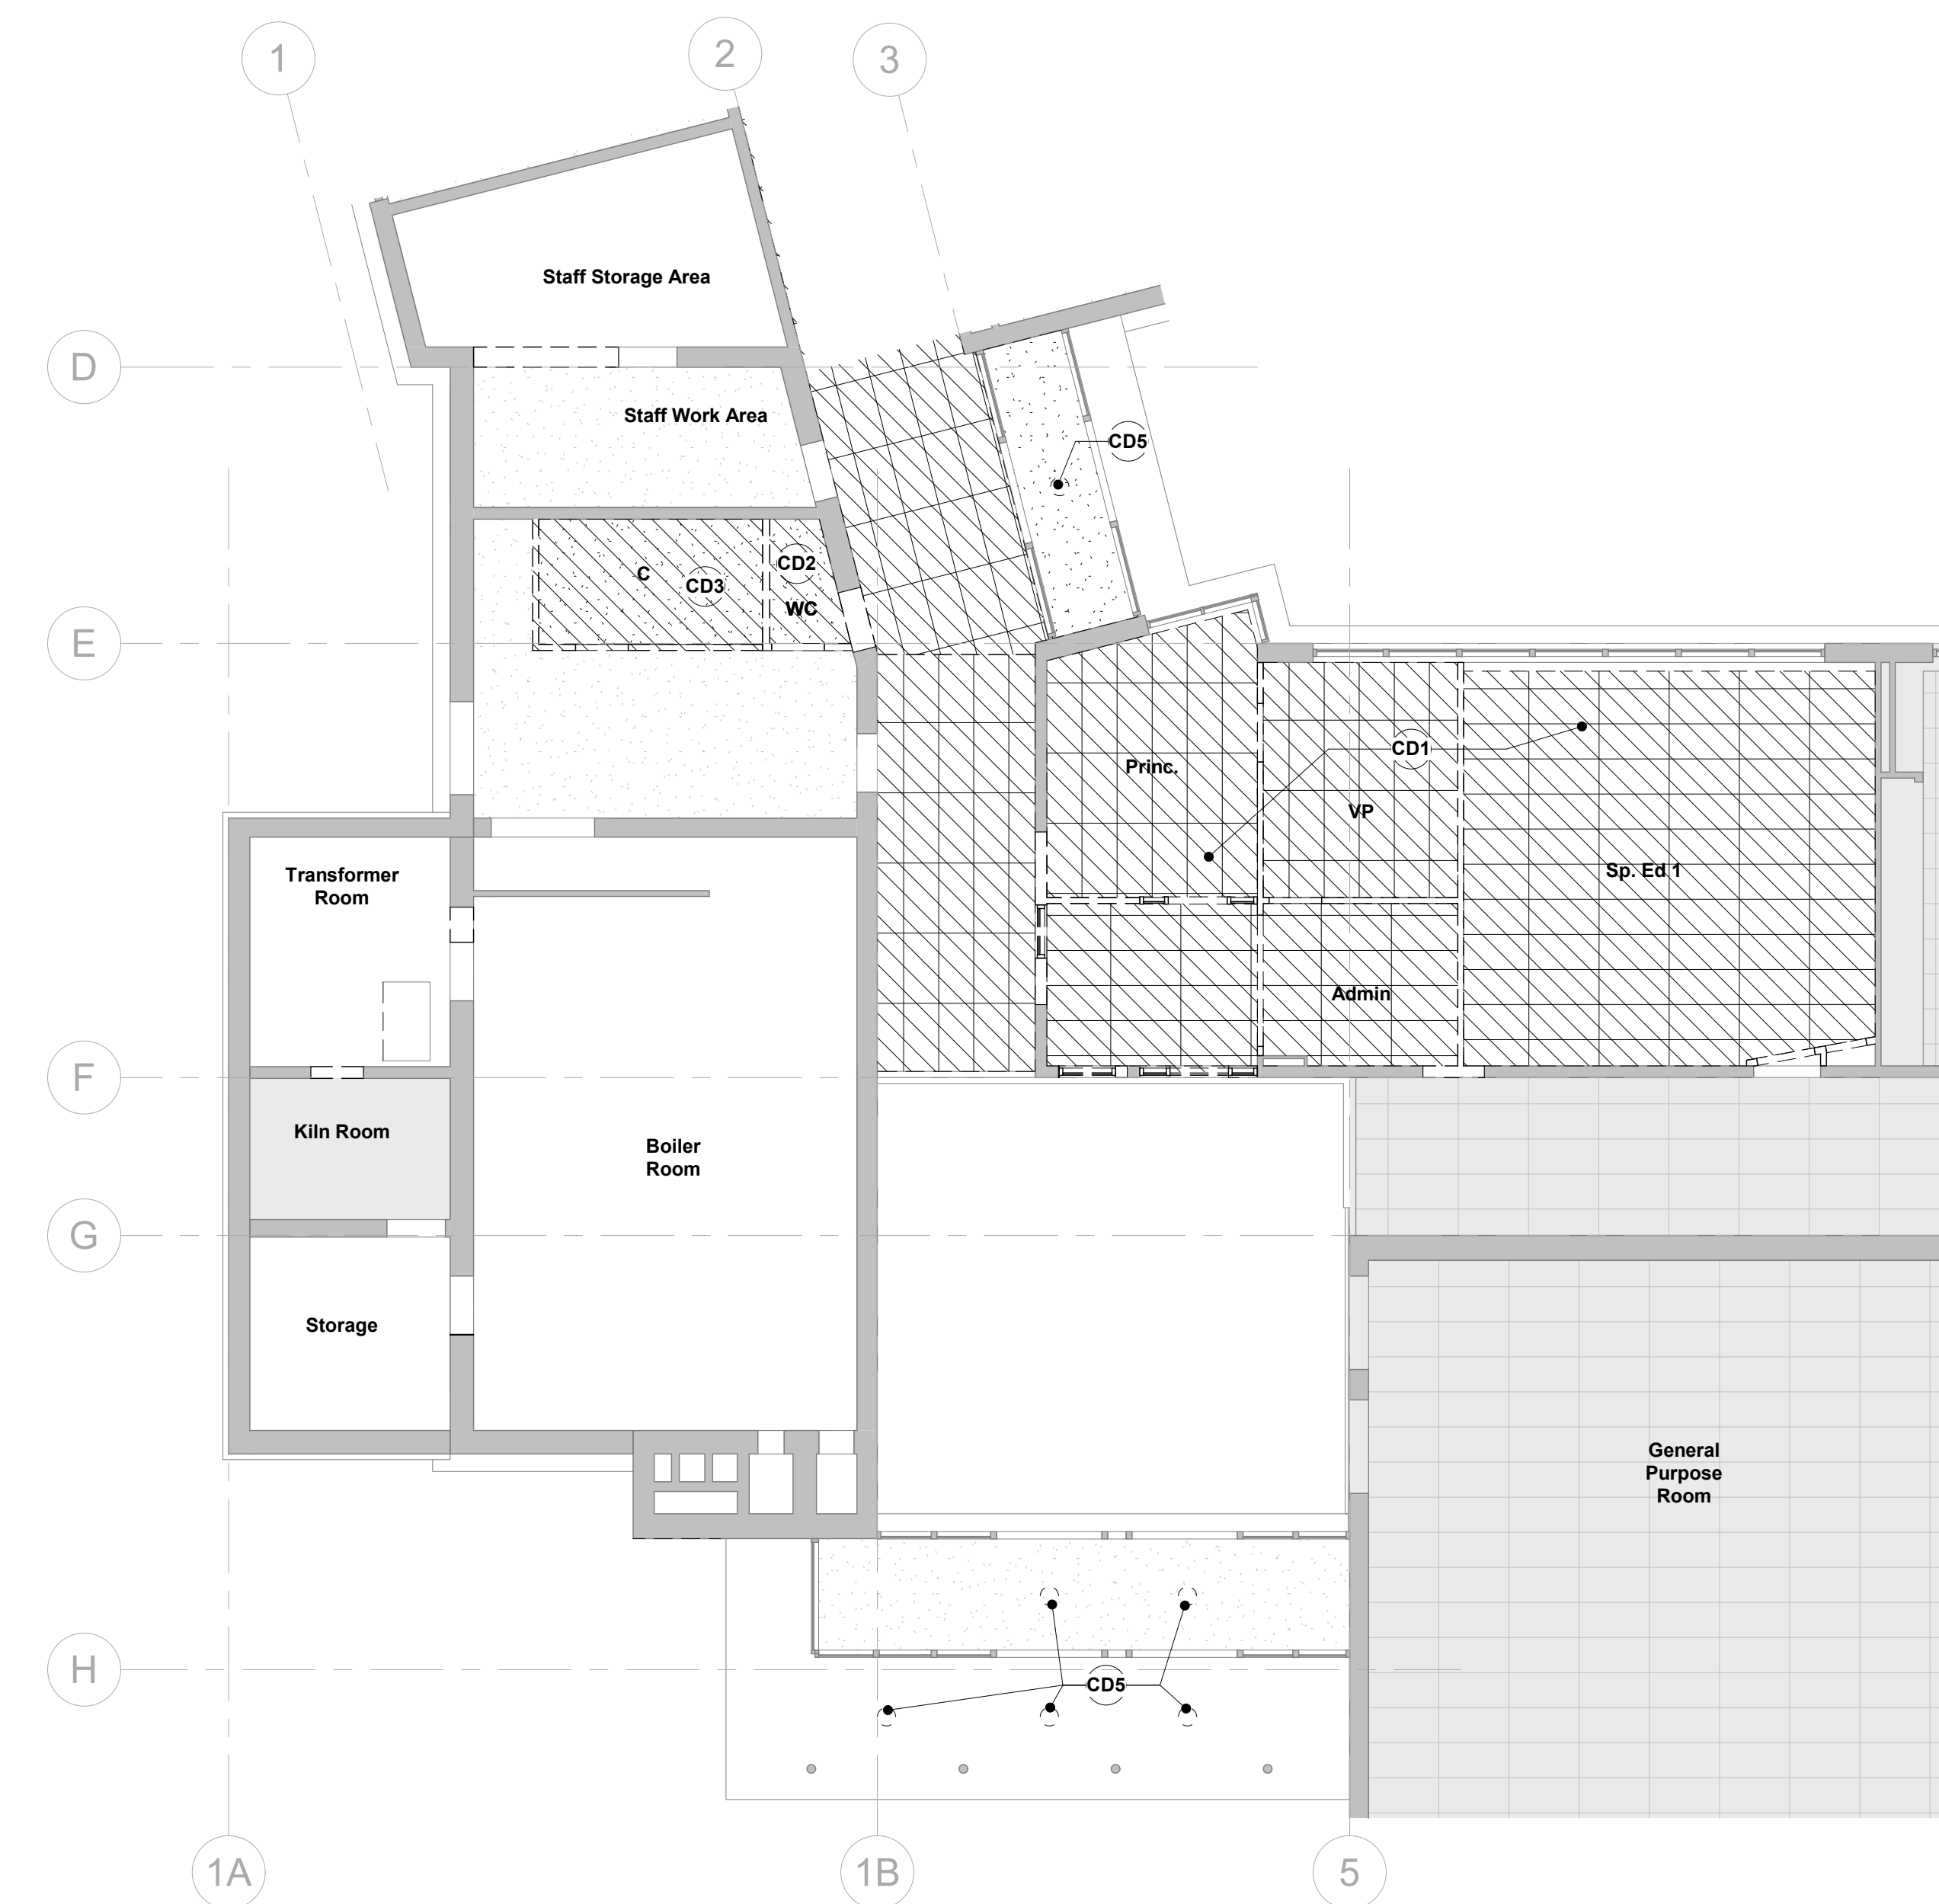 1
2
3
Staff Storage Area
D
Staff Work Area
CD5
CD2
C
CD3
WC
E
CD1
Princ.
VP
Transformer
Room
Sp. Ed 1
Admin
F
Kiln Room
Boiler
Room
G
Storage
General
Purpose
Room
H
CD5
1A
1B
5